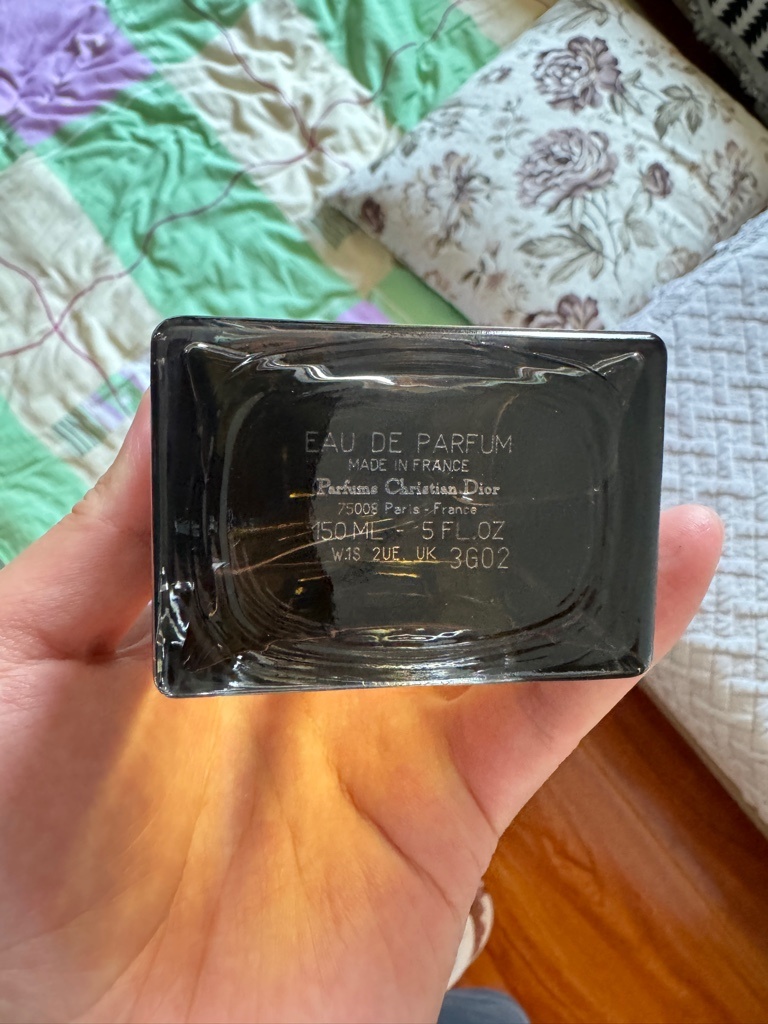 EAU DE PARFUM
MADE IN FRANCE
Parfums Christian Dior
75008 Paris - France
150 ML - 5 FL.OZ
W1S 2UE, UK 3G02